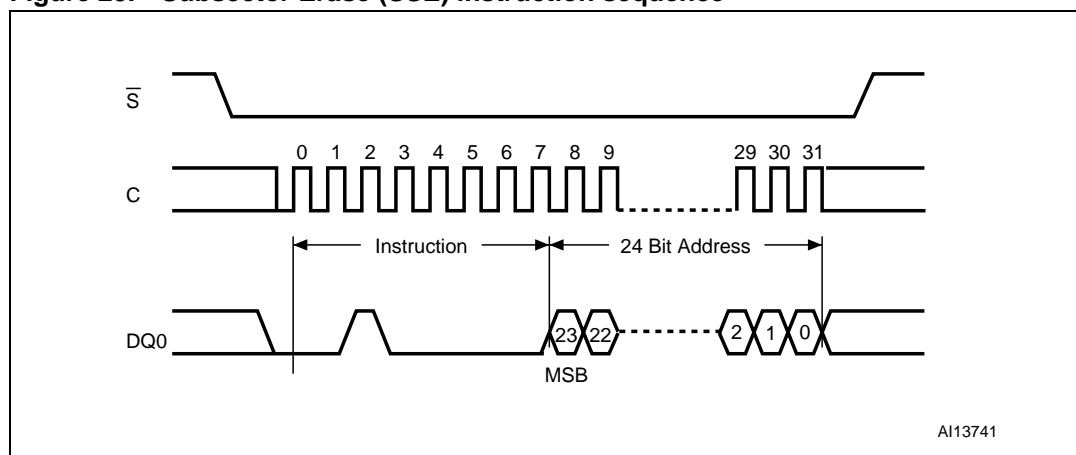 Figure Subsector Erase (SSE) instruction sequence
S̅
0 1 2 3 4 5 6 7 8 9 29 30 31
C
Instruction 24 Bit Address
DQ0 23 22 2 1 0
MSB
AI13741